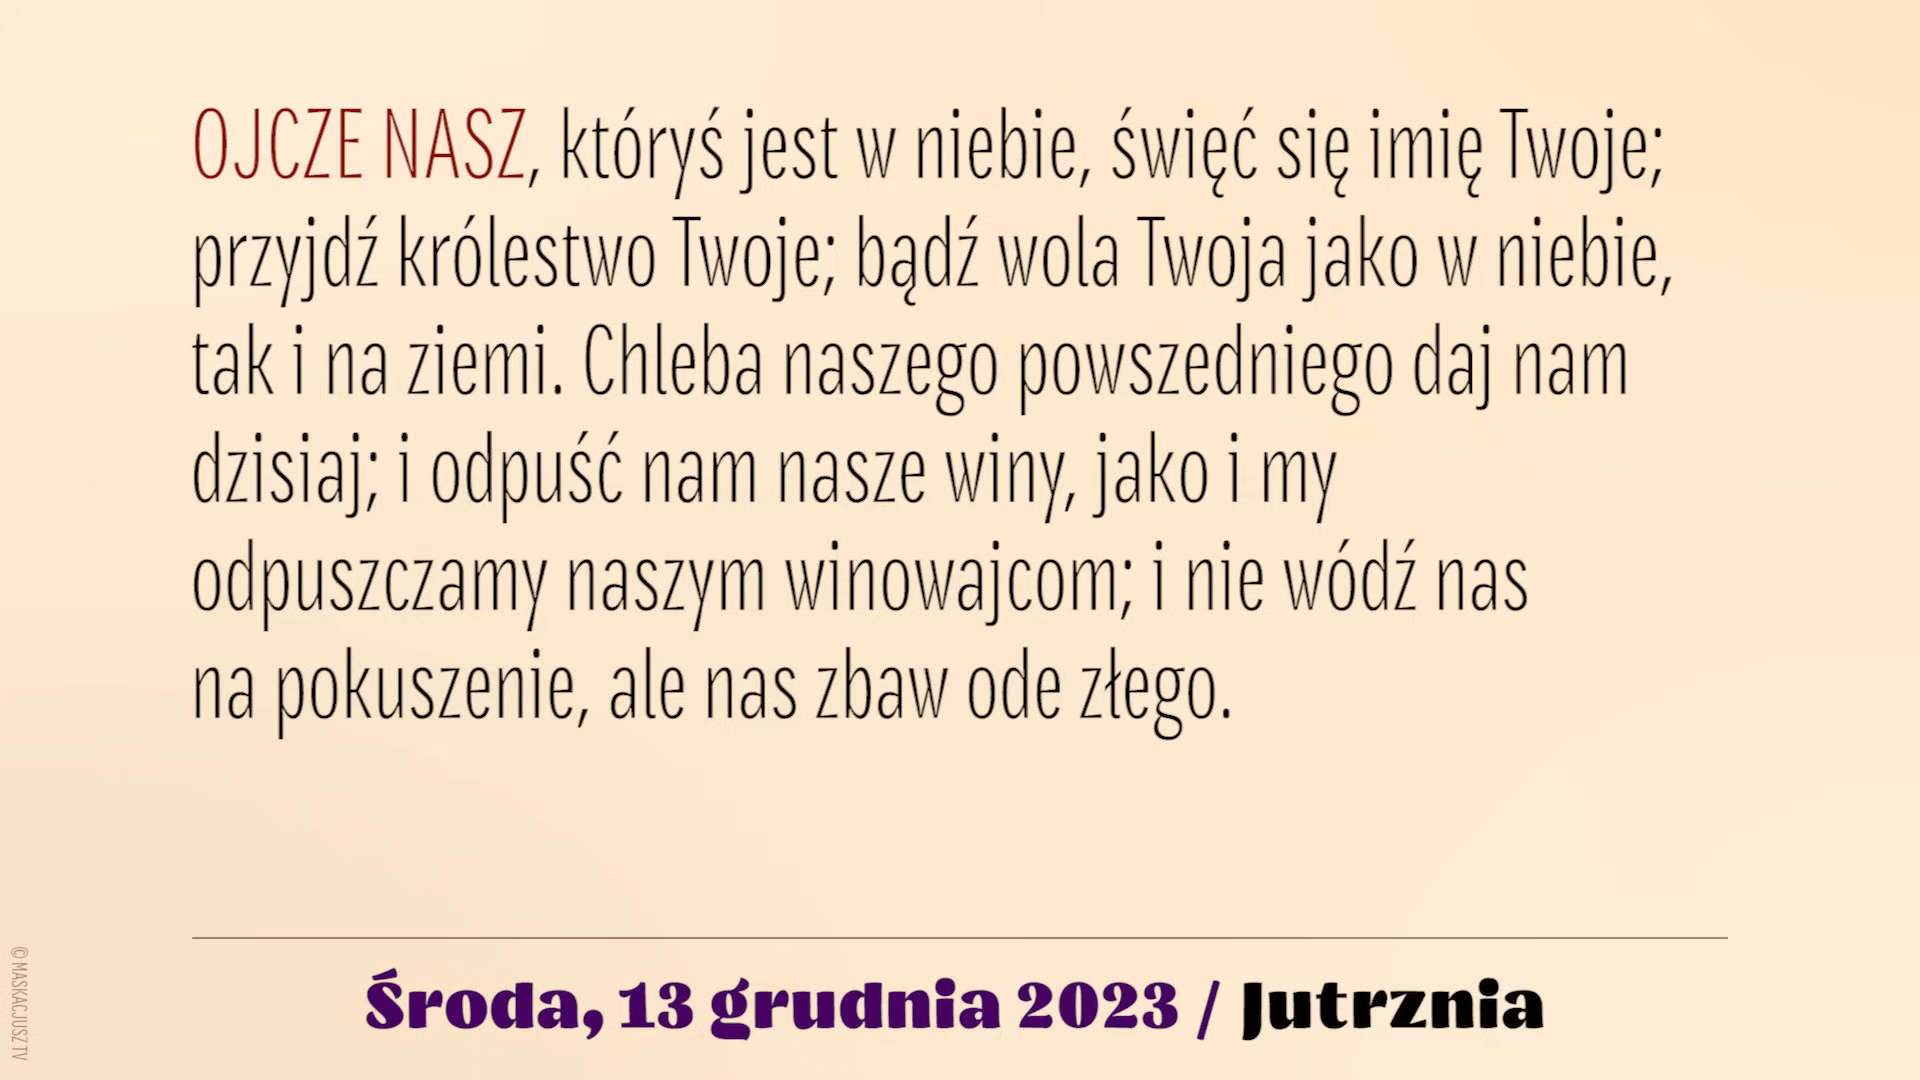 OJCZE NASZ, któryś jest w niebie, święć się imię Twoje;
przyjdź królestwo Twoje; bądź wola Twoja jako w niebie,
tak i na ziemi. Chleba naszego powszedniego daj nam
dzisiaj; i odpuść nam nasze winy, jako i my
odpuszczamy naszym winowajcom; i nie wódź nas
na pokuszenie, ale nas zbaw ode złego.
Środa, 13 grudnia 2023 / Jutrznia
© MASKACJUSZ TV